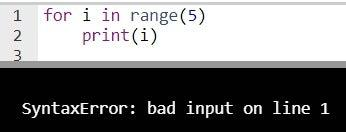 1 for i in range(5)
2     print(i)
3
SyntaxError: bad input on line 1